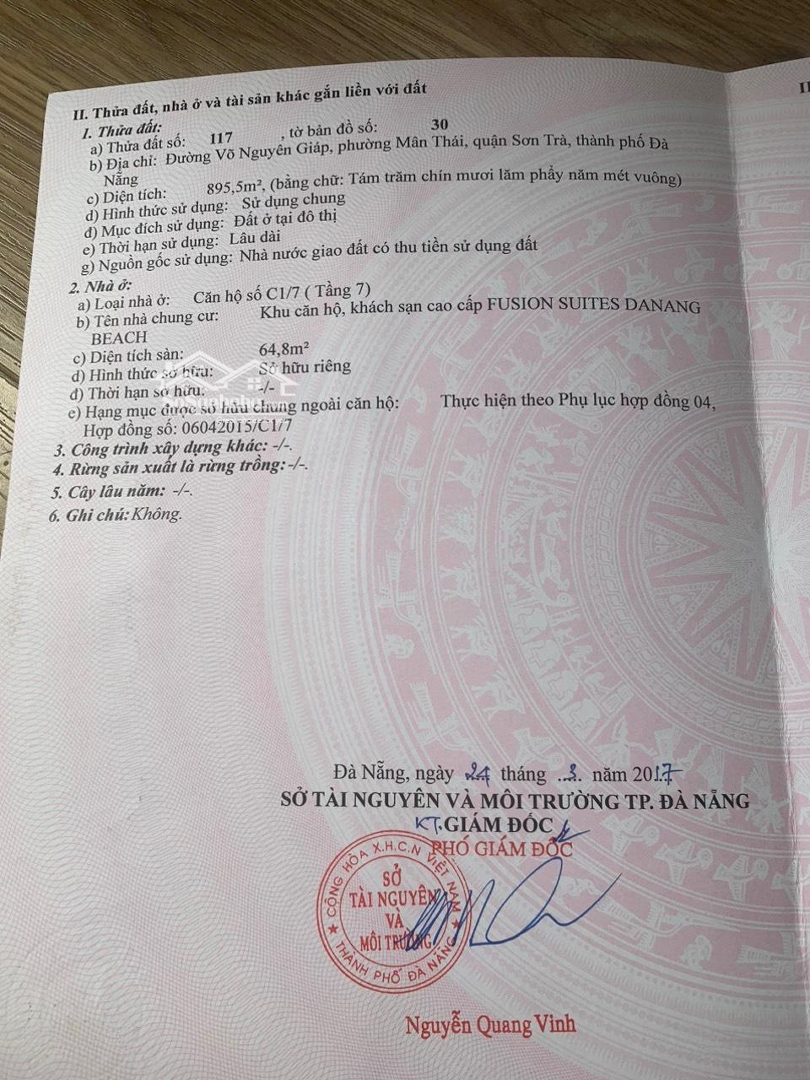 II. Thửa đất, nhà ở và tài sản khác gắn liền với đất
1. Thửa đất:
a) Thửa đất số: 117 , tờ bản đồ số: 30
b) Địa chỉ: Đường Võ Nguyên Giáp, phường Mân Thái, quận Sơn Trà, thành phố Đà
Nẵng
c) Diện tích: 895,5m², (bằng chữ: Tám trăm chín mươi lăm phẩy năm mét vuông)
d) Hình thức sử dụng: Sử dụng chung
đ) Mục đích sử dụng: Đất ở tại đô thị
e) Thời hạn sử dụng: Lâu dài
g) Nguồn gốc sử dụng: Nhà nước giao đất có thu tiền sử dụng đất
2. Nhà ở:
a) Loại nhà ở: Căn hộ số C1/7 ( Tầng 7)
b) Tên nhà chung cư: Khu căn hộ, khách sạn cao cấp FUSION SUITES DANANG
BEACH
c) Diện tích sàn: 64,8m²
d) Hình thức sở hữu: Sở hữu riêng
đ) Thời hạn sở hữu: -/-
e) Hạng mục được sở hữu chung ngoài căn hộ: Thực hiện theo Phụ lục hợp đồng 04,
Hợp đồng số: 06042015/C1/7
3. Công trình xây dựng khác: -/-.
4. Rừng sản xuất là rừng trồng: -/-.
5. Cây lâu năm: -/-.
6. Ghi chú: Không.
II
Đà Nẵng, ngày 24 tháng 3 năm 2017
SỞ TÀI NGUYÊN VÀ MÔI TRƯỜNG TP. ĐÀ NẴNG
KT.GIÁM ĐỐC
PHÓ GIÁM ĐỐC
CỘNG HÒA X.H.C.N VIỆT NAM
SỞ
TÀI NGUYÊN
VÀ
MÔI TRƯỜNG
THÀNH PHỐ ĐÀ NẴNG
Nguyễn Quang Vinh